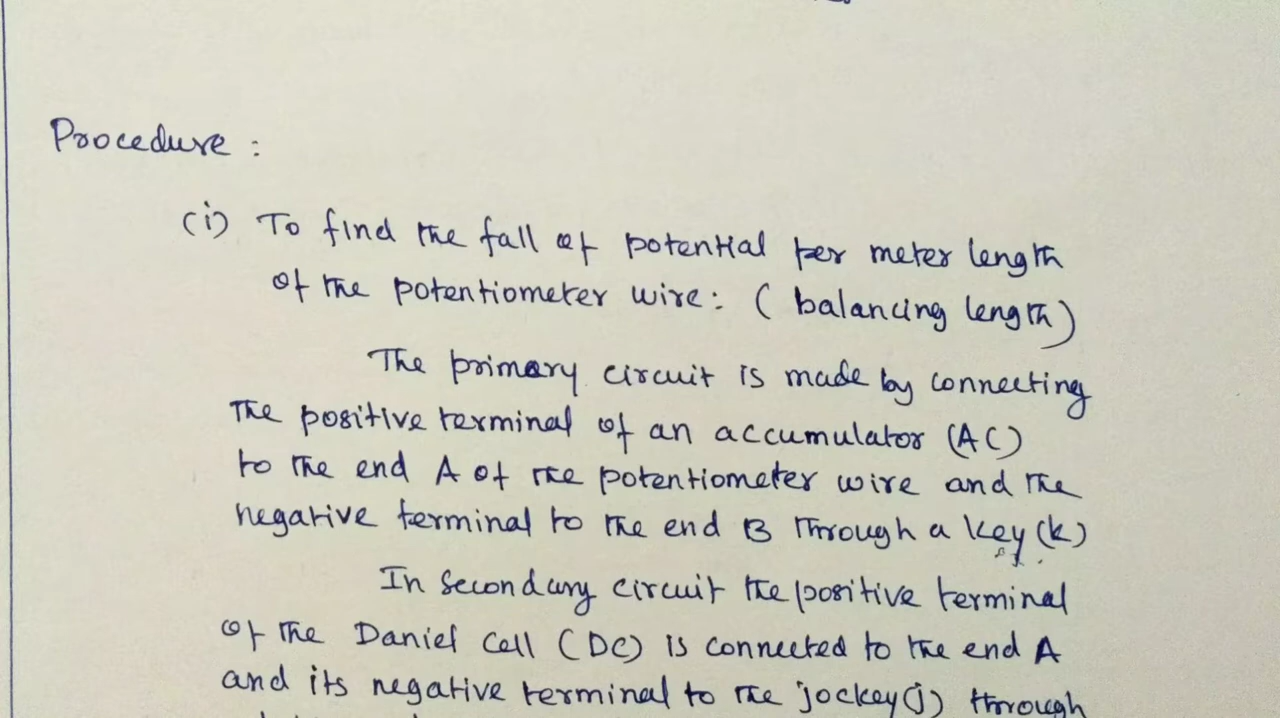 Procedure :
(i) To find the fall of potential per meter length
of the potentiometer wire: ( balancing length)
The primary circuit is made by connecting
the positive terminal of an accumulator (AC)
to the end A of the potentiometer wire and the
negative terminal to the end B through a key (k)
In secondary circuit the positive terminal
of the Daniel Cell (DC) is connected to the end A
and its negative terminal to the jockey (j) through